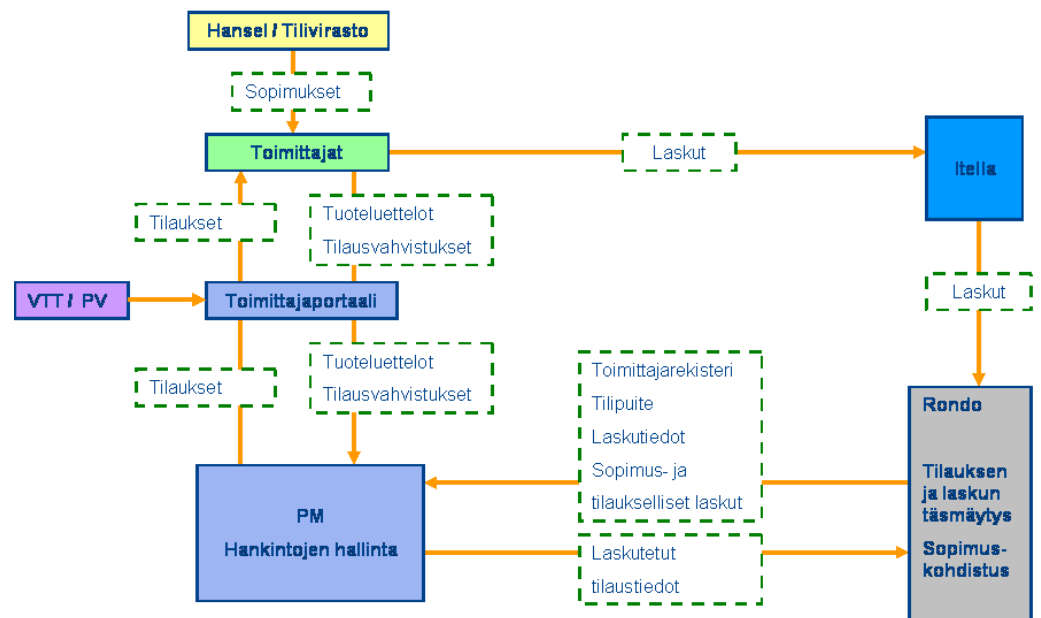 Hansel / Tilivirasto
Sopimukset
Toimittajat
Laskut
Itella
Tilaukset
Tuoteluettelot
Tilausvahvistukset
Laskut
VTT / PV
Toimittajaportaali
Tilaukset
Tuoteluettelot
Tilausvahvistukset
Toimittajarekisteri
Tilipuite
Laskutiedot
Sopimus- ja
tilaukselliset laskut
Rondo
Tilauksen
ja laskun
täsmäytys
Sopimus-
kohdistus
PM
Hankintojen hallinta
Laskutetut
tilaustiedot